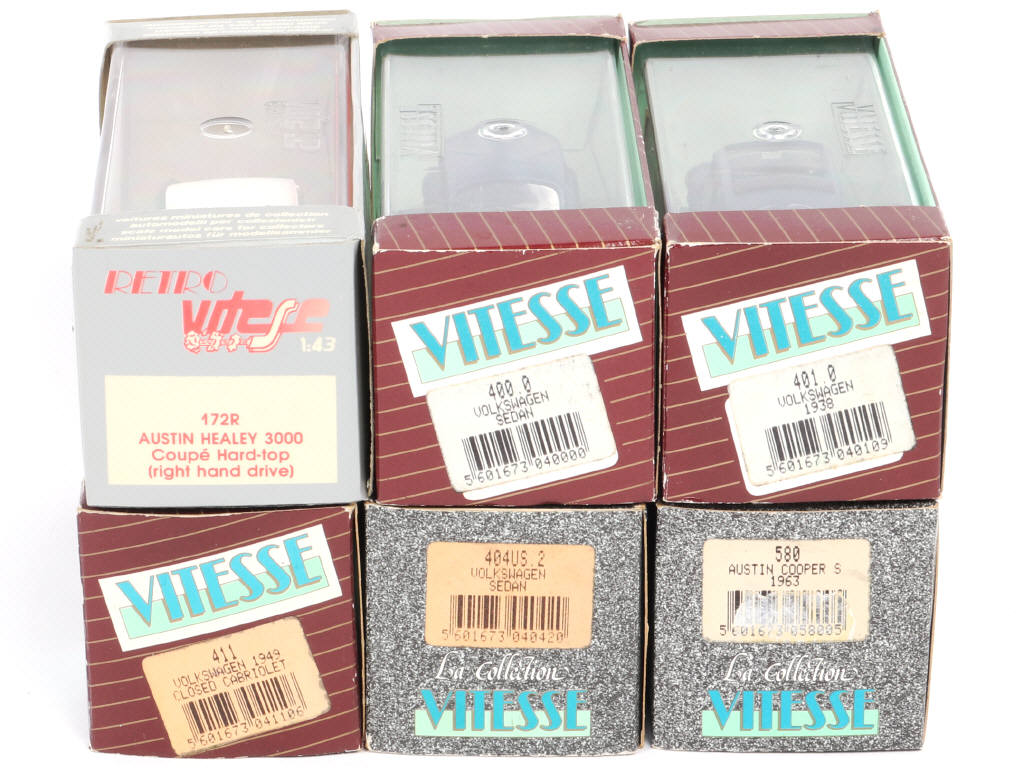 voitures miniatures de collection
automodelli per collezionisti
scale model cars for collectors
miniaturautos für modellsammler
RETRO
vitesse
1:43
172R
AUSTIN HEALEY 3000
Coupé Hard-top
(right hand drive)
VITESSE
400.0
VOLKSWAGEN
SEDAN
5 601673 040000
VITESSE
401.0
VOLKSWAGEN
1938
5 601673 040109
VITESSE
411
VOLKSWAGEN 1949
CLOSED CABRIOLET
5 601673 041106
404US.2
VOLKSWAGEN
SEDAN
5 601673 040420
La Collection
VITESSE
580
AUSTIN COOPER S
1963
5 601673 058005
La Collection
VITESSE